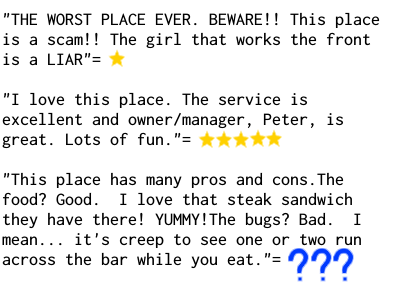 "THE WORST PLACE EVER. BEWARE!! This place
is a scam!! The girl that works the front
is a LIAR"= ⭐
"I love this place. The service is
excellent and owner/manager, Peter, is
great. Lots of fun."= ⭐⭐⭐⭐⭐
"This place has many pros and cons.The
food? Good.  I love that steak sandwich
they have there! YUMMY!The bugs? Bad.  I
mean... it's creep to see one or two run
across the bar while you eat."= ???